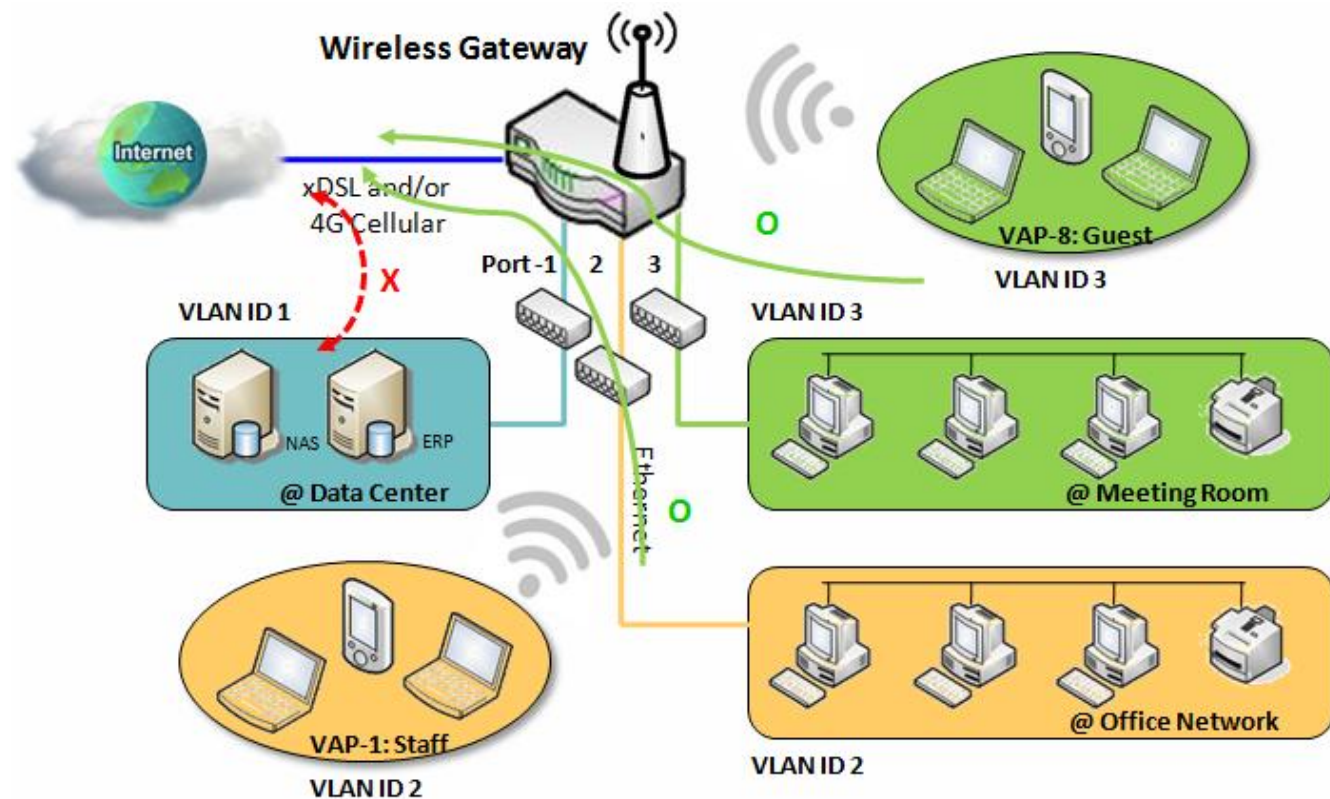 Wireless Gateway
Internet
xDSL and/or
4G Cellular
O
VAP-8: Guest
VLAN ID 3
Port -1
2
3
X
VLAN ID 1
VLAN ID 3
NAS
ERP
@ Data Center
Ethernet
O
@ Meeting Room
VAP-1: Staff
VLAN ID 2
@ Office Network
VLAN ID 2